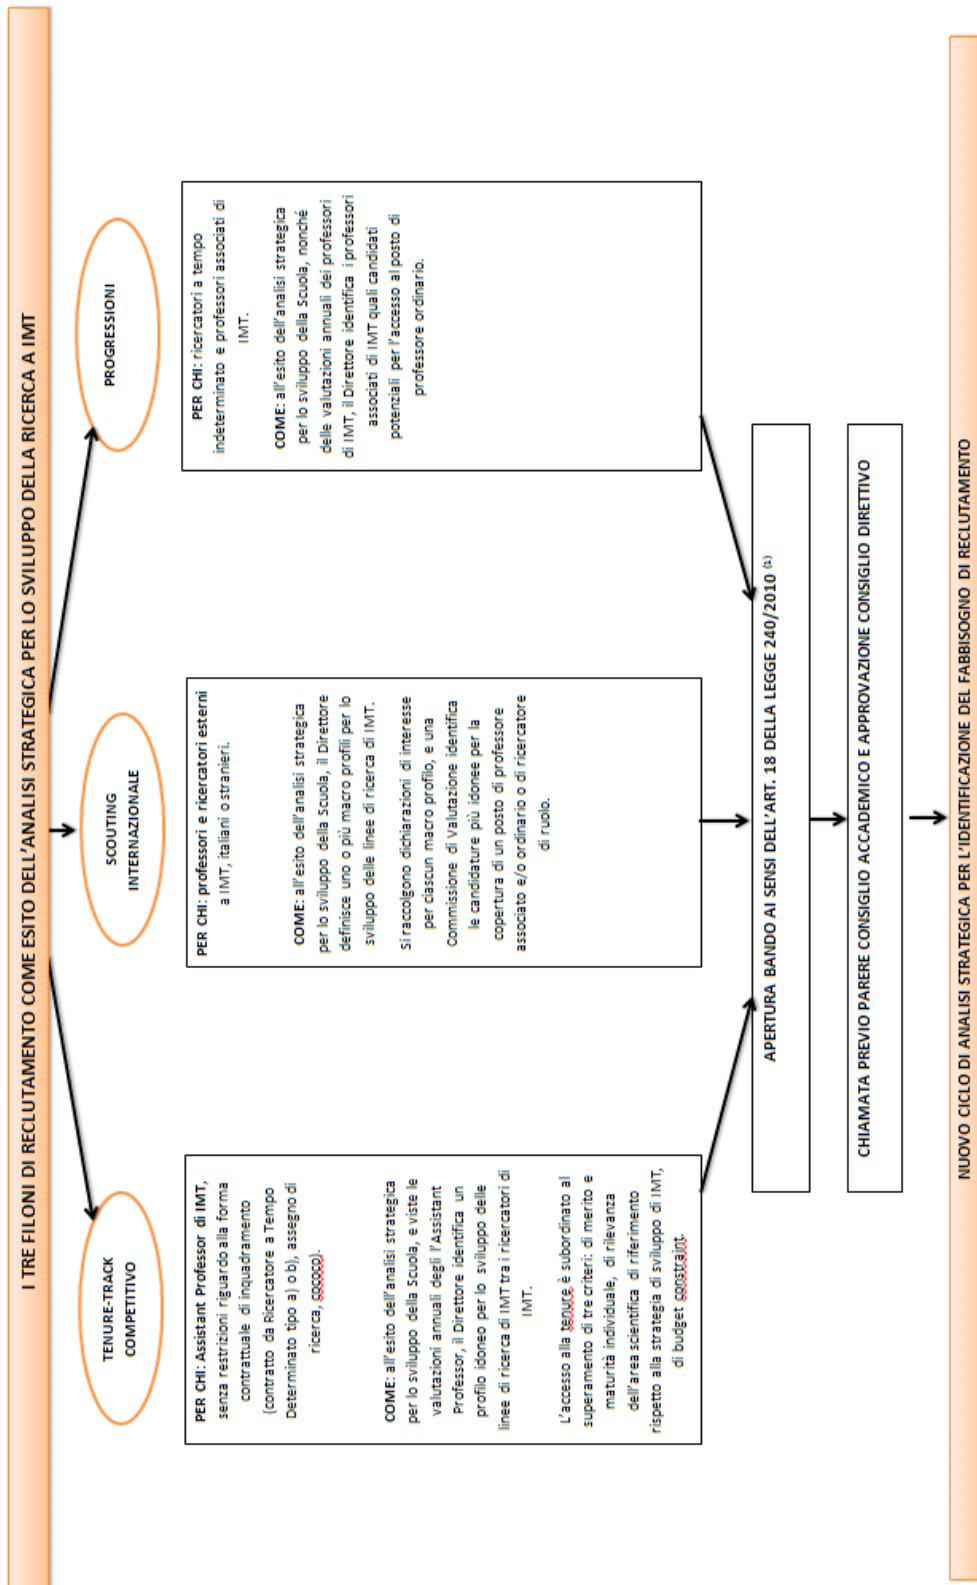 I TRE FILONI DI RECLUTAMENTO COME ESITO DELL'ANALISI STRATEGICA PER LO SVILUPPO DELLA RICERCA A IMT
TENURE-TRACK
COMPETITIVO
PER CHI: Assistant Professor di IMT,
senza restrizioni riguardo alla forma
contrattuale di inquadramento
(contratto da Ricercatore a Tempo
Determinato tipo a) o b), assegno di
ricerca, cococo).
COME: all'esito dell'analisi strategica
per lo sviluppo della Scuola, e viste le
valutazioni annuali degli l'Assistant
Professor, il Direttore identifica un
profilo idoneo per lo sviluppo delle
linee di ricerca di IMT tra i ricercatori di
IMT.
L'accesso alla tenure è subordinato al
superamento di tre criteri: di merito e
maturità individuale, di rilevanza
dell'area scientifica di riferimento
rispetto alla strategia di sviluppo di IMT,
di budget constraint.
SCOUTING
INTERNAZIONALE
PER CHI: professori e ricercatori esterni
a IMT, italiani o stranieri.
COME: all'esito dell'analisi strategica
per lo sviluppo della Scuola, il Direttore
definisce uno o più macro profili per lo
sviluppo delle linee di ricerca di IMT.
Si raccolgono dichiarazioni di interesse
per ciascun macro profilo, e una
Commissione di Valutazione identifica
le candidature più idonee per la
copertura di un posto di professore
associato e/o ordinario o di ricercatore
di ruolo.
PROGRESSIONI
PER CHI: ricercatori a tempo
indeterminato e professori associati di
IMT.
COME: all'esito dell'analisi strategica
per lo sviluppo della Scuola, nonché
delle valutazioni annuali dei professori
di IMT, il Direttore identifica i professori
associati di IMT quali candidati
potenziali per l'accesso al posto di
professore ordinario.
APERTURA BANDO AI SENSI DELL'ART. 18 DELLA LEGGE 240/2010 (1)
CHIAMATA PREVIO PARERE CONSIGLIO ACCADEMICO E APPROVAZIONE CONSIGLIO DIRETTIVO
NUOVO CICLO DI ANALISI STRATEGICA PER L'IDENTIFICAZIONE DEL FABBISOGNO DI RECLUTAMENTO